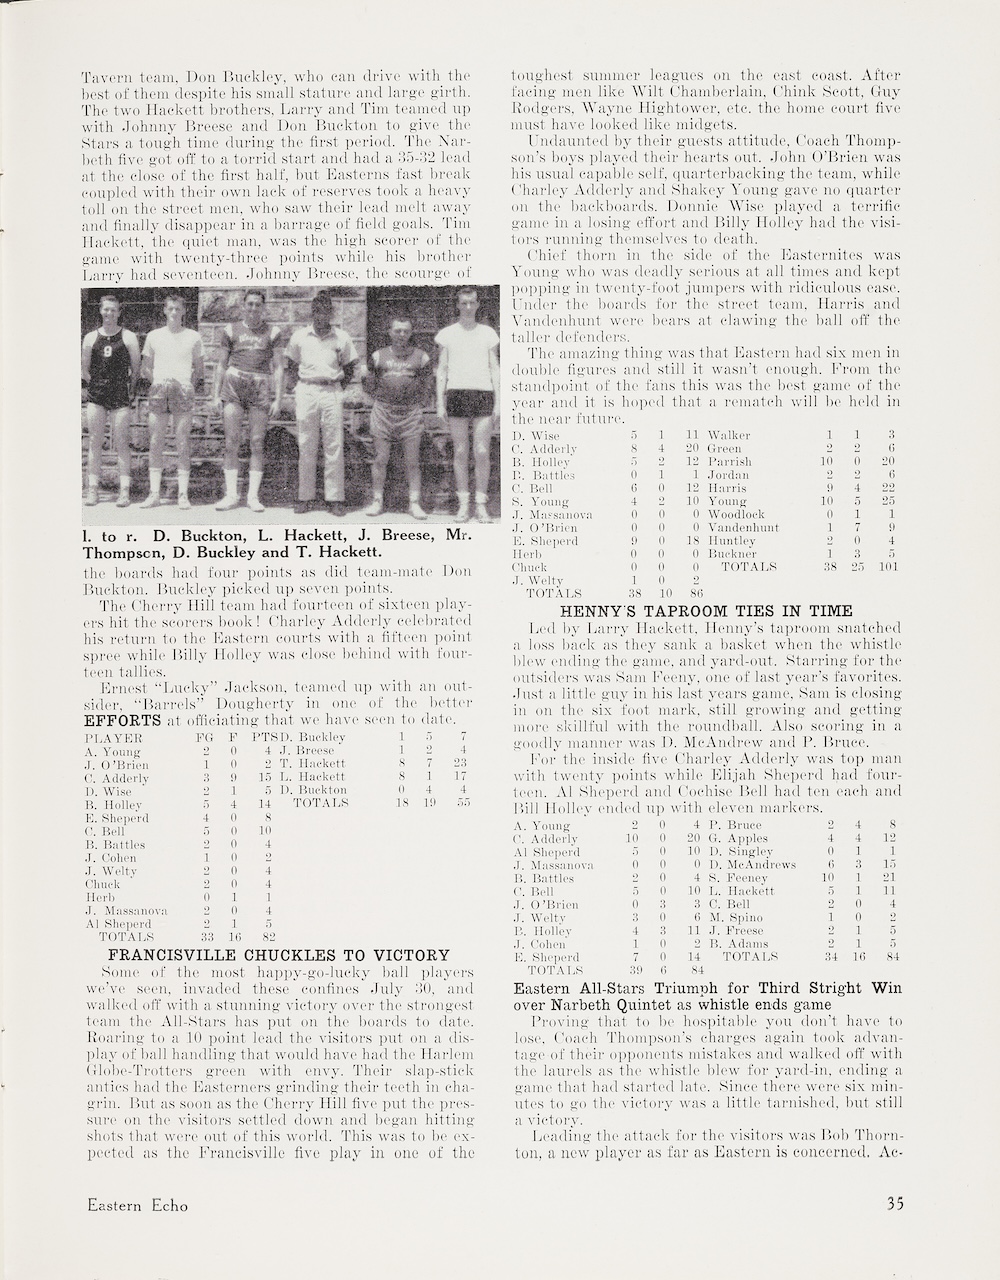 Tavern team, Don Buckley, who can drive with the
best of them despite his small stature and large girth.
The two Hackett brothers, Larry and Tim teamed up
with Johnny Breese and Don Buckton to give the
Stars a tough time during the first period. The Nar-
beth five got off to a torrid start and had a 35-32 lead
at the close of the first half, but Easterns fast break
coupled with their own lack of reserves took a heavy
toll on the street men, who saw their lead melt away
and finally disappear in a barrage of field goals. Tim
Hackett, the quiet man, was the high scorer of the
game with twenty-three points while his brother
Larry had seventeen. Johnny Breese, the scourge of
9
l. to r. D. Buckton, L. Hackett, J. Breese, Mr.
Thompson, D. Buckley and T. Hackett.
the boards had four points as did team-mate Don
Buckton. Buckley picked up seven points.
The Cherry Hill team had fourteen of sixteen play-
ers hit the scorers book! Charley Adderly celebrated
his return to the Eastern courts with a fifteen point
spree while Billy Holley was close behind with four-
teen tallies.
Ernest "Lucky" Jackson, teamed up with an out-
sider, "Barrels" Dougherty in one of the better
EFFORTS at officiating that we have seen to date.
PLAYER FG F PTS D. Buckley 1 5 7
A. Young 2 0 4 J. Breese 1 2 4
J. O'Brien 1 0 2 T. Hackett 8 7 23
C. Adderly 3 9 15 L. Hackett 8 1 17
D. Wise 2 1 5 D. Buckton 0 4 4
B. Holley 5 4 14 TOTALS 18 19 55
E. Sheperd 4 0 8
C. Bell 5 0 10
B. Battles 2 0 4
J. Cohen 1 0 2
J. Welty 2 0 4
Chuck 2 0 4
Herb 0 1 1
J. Massanova 2 0 4
Al Sheperd 2 1 5
TOTALS 33 16 82
FRANCISVILLE CHUCKLES TO VICTORY
Some of the most happy-go-lucky ball players
we've seen, invaded these confines July 30, and
walked off with a stunning victory over the strongest
team the All-Stars has put on the boards to date.
Roaring to a 10 point lead the visitors put on a dis-
play of ball handling that would have had the Harlem
Globe-Trotters green with envy. Their slap-stick
antics had the Easterners grinding their teeth in cha-
grin. But as soon as the Cherry Hill five put the pres-
sure on the visitors settled down and began hitting
shots that were out of this world. This was to be ex-
pected as the Francisville five play in one of the
toughest summer leagues on the east coast. After
facing men like Wilt Chamberlain, Chink Scott, Guy
Rodgers, Wayne Hightower, etc. the home court five
must have looked like midgets.
Undaunted by their guests attitude, Coach Thomp-
son's boys played their hearts out. John O'Brien was
his usual capable self, quarterbacking the team, while
Charley Adderly and Shakey Young gave no quarter
on the backboards. Donnie Wise played a terrific
game in a losing effort and Billy Holley had the visi-
tors running themselves to death.
Chief thorn in the side of the Easternites was
Young who was deadly serious at all times and kept
popping in twenty-foot jumpers with ridiculous ease.
Under the boards for the street team, Harris and
Vandenhunt were bears at clawing the ball off the
taller defenders.
The amazing thing was that Eastern had six men in
double figures and still it wasn't enough. From the
standpoint of the fans this was the best game of the
year and it is hoped that a rematch will be held in
the near future.
D. Wise 5 1 11 Walker 1 1 3
C. Adderly 8 4 20 Green 2 2 6
B. Holley 5 2 12 Parrish 10 0 20
B. Battles 0 1 1 Jordan 2 2 6
C. Bell 6 0 12 Harris 9 4 22
S. Young 4 2 10 Young 10 5 25
J. Massanova 0 0 0 Woodlock 0 1 1
J. O'Brien 0 0 0 Vandenhunt 1 7 9
E. Sheperd 9 0 18 Huntley 2 0 4
Herb 0 0 0 Buckner 1 3 5
Chuck 0 0 0 TOTALS 38 25 101
J. Welty 1 0 2
TOTALS 38 10 86
HENNY'S TAPROOM TIES IN TIME
Led by Larry Hackett, Henny's taproom snatched
a loss back as they sank a basket when the whistle
blew ending the game, and yard-out. Starring for the
outsiders was Sam Feeny, one of last year's favorites.
Just a little guy in his last years game, Sam is closing
in on the six foot mark, still growing and getting
more skillful with the roundball. Also scoring in a
goodly manner was D. McAndrew and P. Bruce.
For the inside five Charley Adderly was top man
with twenty points while Elijah Sheperd had four-
teen. Al Sheperd and Cochise Bell had ten each and
Bill Holley ended up with eleven markers.
A. Young 2 0 4 P. Bruce 2 4 8
C. Adderly 10 0 20 G. Apples 4 4 12
Al Sheperd 5 0 10 D. Singley 0 1 1
J. Massanova 0 0 0 D. McAndrews 6 3 15
B. Battles 2 0 4 S. Feeney 10 1 21
C. Bell 5 0 10 L. Hackett 5 1 11
J. O'Brien 0 3 3 C. Bell 2 0 4
J. Welty 3 0 6 M. Spino 1 0 2
B. Holley 4 3 11 J. Freese 2 1 5
J. Cohen 1 0 2 B. Adams 2 1 5
E. Sheperd 7 0 14 TOTALS 34 16 84
TOTALS 39 6 84
Eastern All-Stars Triumph for Third Stright Win
over Narbeth Quintet as whistle ends game
Proving that to be hospitable you don't have to
lose, Coach Thompson's charges again took advan-
tage of their opponents mistakes and walked off with
the laurels as the whistle blew for yard-in, ending a
game that had started late. Since there were six min-
utes to go the victory was a little tarnished, but still
a victory.
Leading the attack for the visitors was Bob Thorn-
ton, a new player as far as Eastern is concerned. Ac-
Eastern Echo
35